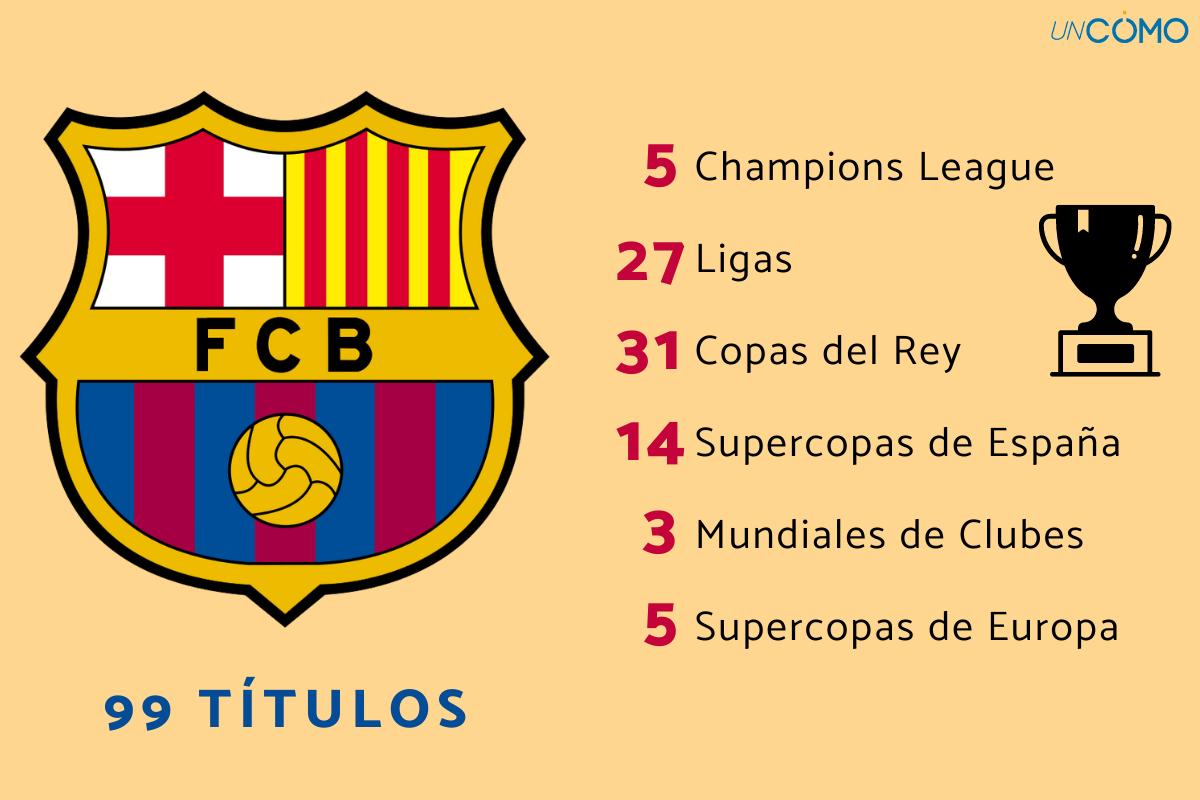 UNCOMO
FCB
99 TÍTULOS
5 Champions League
27 Ligas
31 Copas del Rey
14 Supercopas de España
3 Mundiales de Clubes
5 Supercopas de Europa